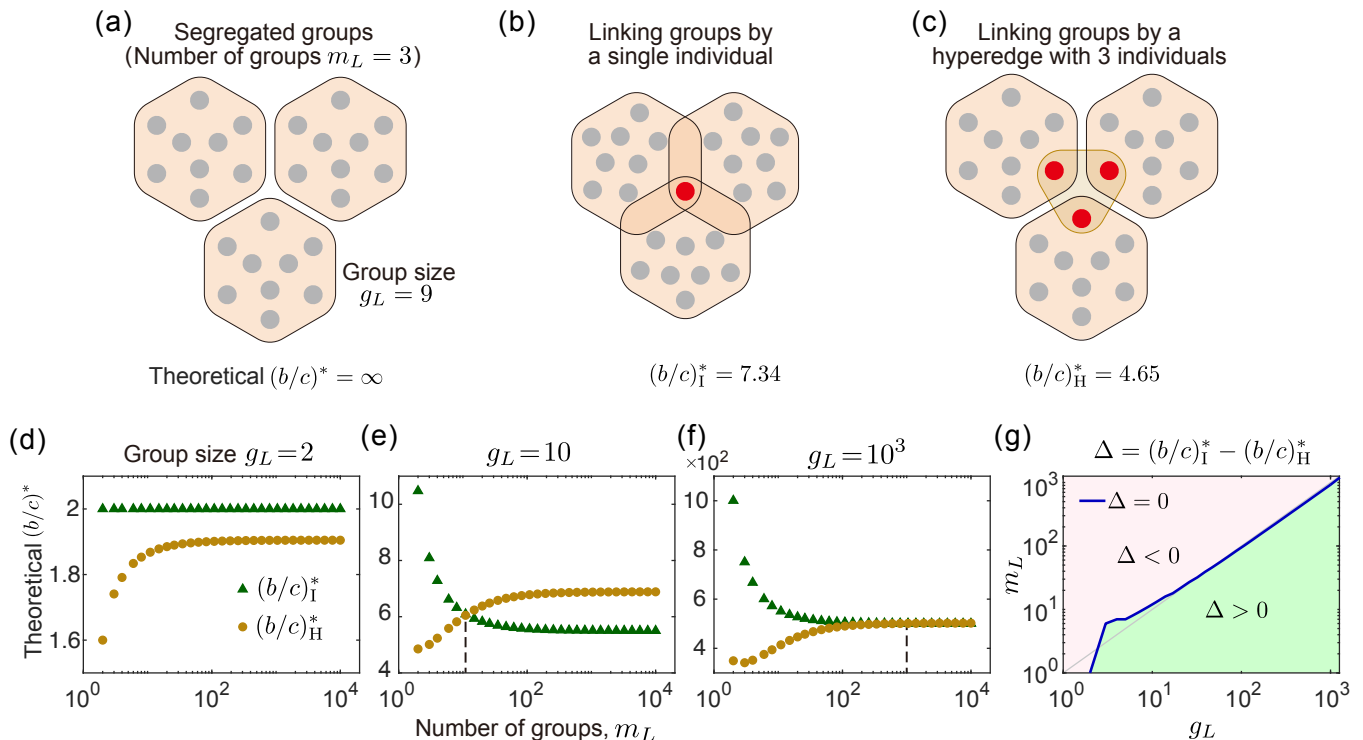 (a)
Segregated groups
(Number of groups m_L = 3)
Group size
g_L = 9
Theoretical (b/c)* = ∞
(b)
Linking groups by
a single individual
(b/c)*_I = 7.34
(c)
Linking groups by a
hyperedge with 3 individuals
(b/c)*_H = 4.65
(d)
Group size g_L = 2
Theoretical (b/c)*
2
1.8
1.6
(b/c)*_I
(b/c)*_H
10^0 10^2 10^4
(e)
g_L = 10
10
8
6
4
10^0 10^2 10^4
Number of groups, m_L
(f)
×10^2
g_L = 10^3
10
8
6
4
10^0 10^2 10^4
(g)
Δ = (b/c)*_I − (b/c)*_H
m_L
10^3
10^2
10^1
10^0
Δ = 0
Δ < 0
Δ > 0
10^0 10^1 10^2 10^3
g_L